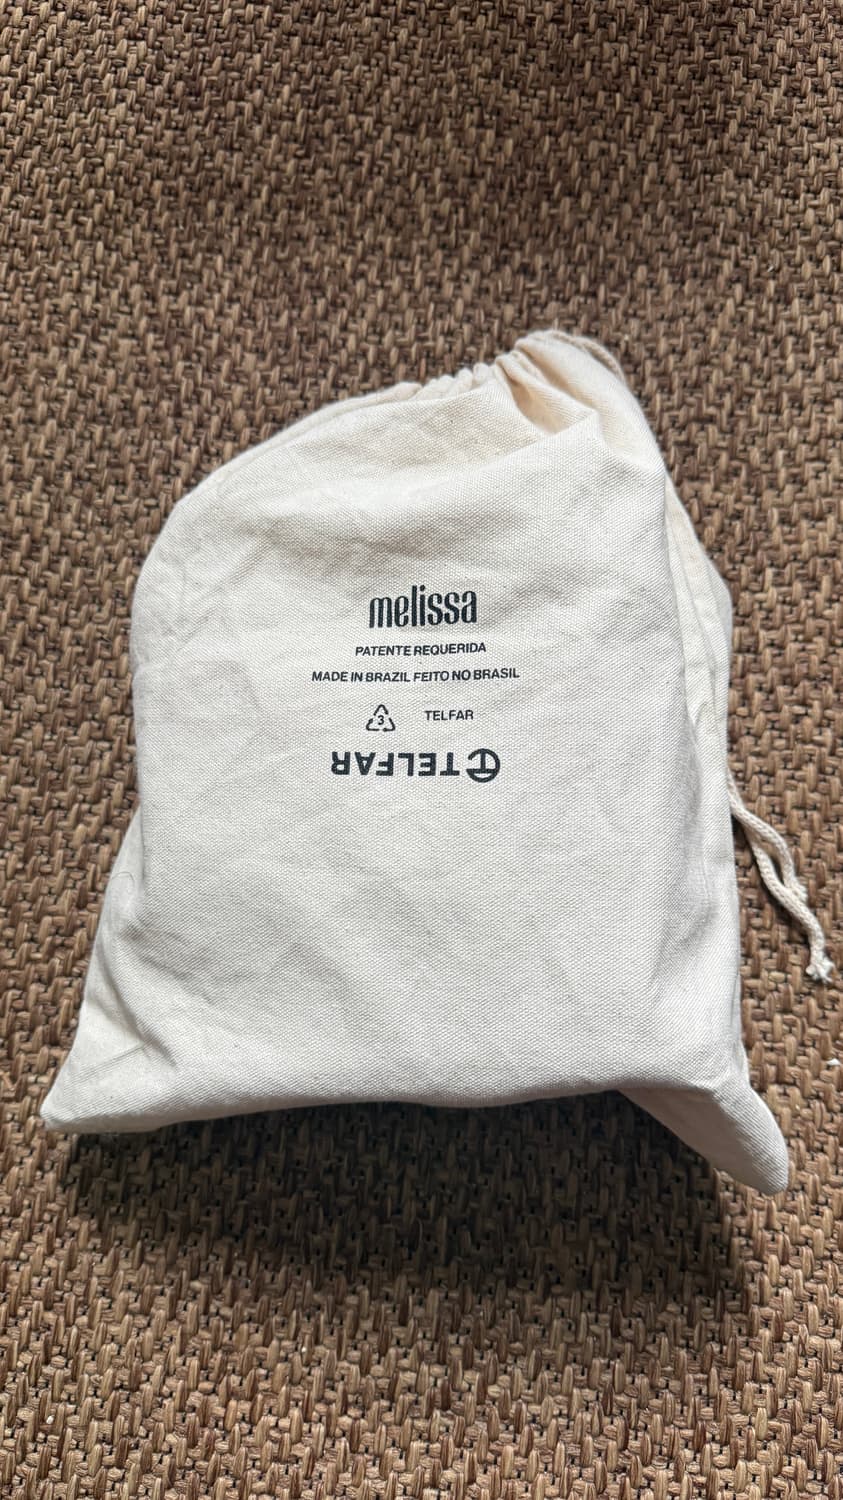 melissa
PATENTE REQUERIDA
MADE IN BRAZIL FEITO NO BRASIL
3 TELFAR
TELFAR